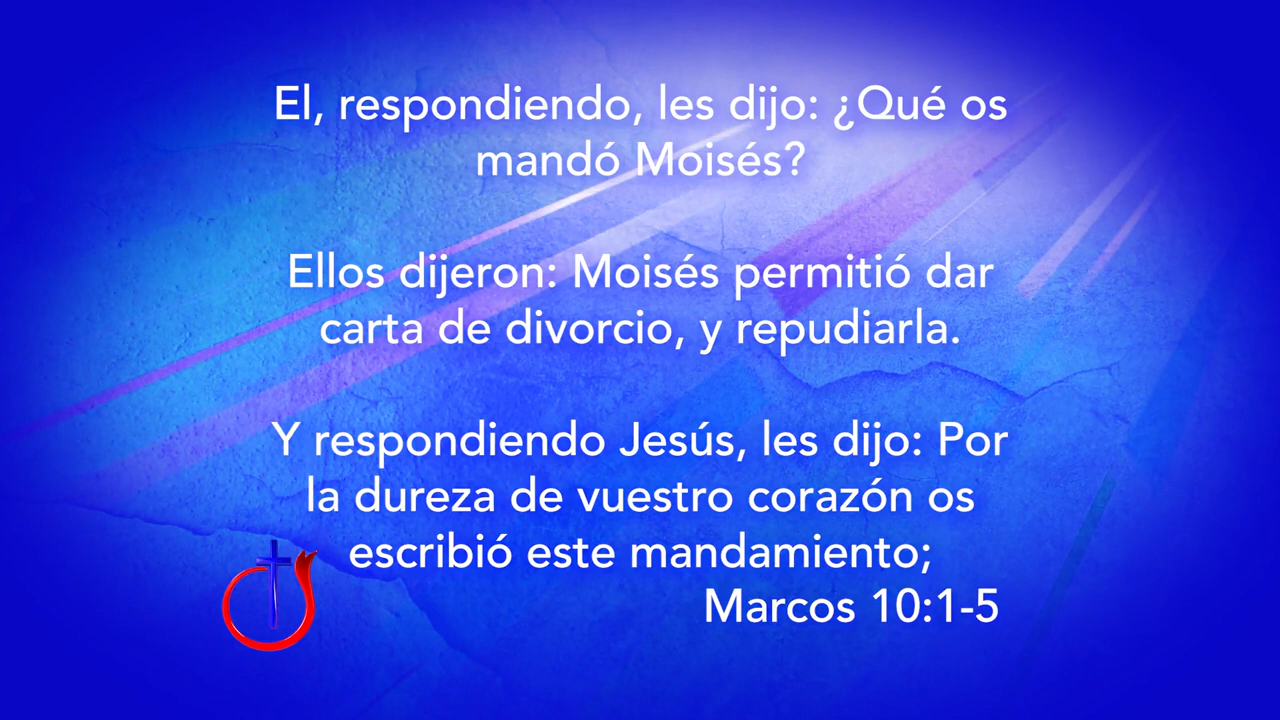 El, respondiendo, les dijo: ¿Qué os
mandó Moisés?
Ellos dijeron: Moisés permitió dar
carta de divorcio, y repudiarla.
Y respondiendo Jesús, les dijo: Por
la dureza de vuestro corazón os
escribió este mandamiento;
Marcos 10:1-5